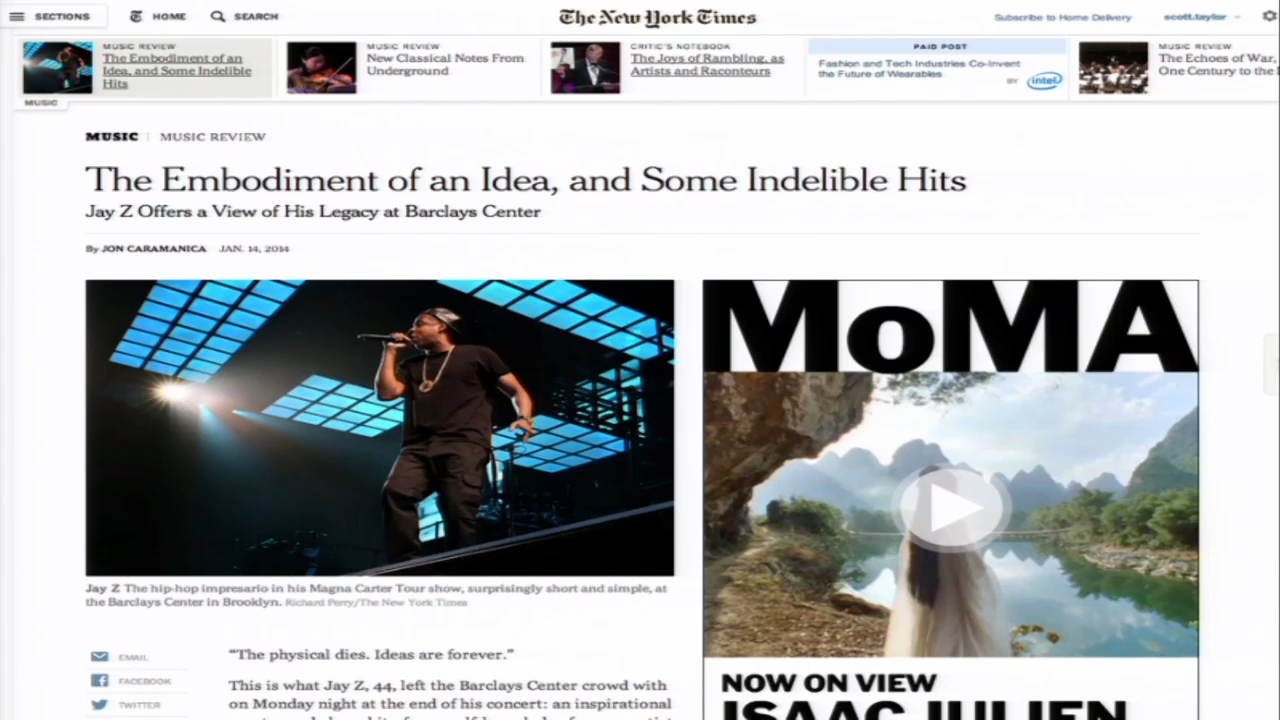 SECTIONS
HOME
SEARCH
The New York Times
Subscribe to Home Delivery
scott.taylor
MUSIC REVIEW
The Embodiment of an
Idea, and Some Indelible
Hits
MUSIC REVIEW
New Classical Notes From
Underground
CRITIC'S NOTEBOOK
The Joys of Rambling, as
Artists and Raconteurs
PAID POST
Fashion and Tech Industries Co-Invent
the Future of Wearables
BY intel
MUSIC REVIEW
The Echoes of War,
One Century to the
MUSIC
MUSIC | MUSIC REVIEW
The Embodiment of an Idea, and Some Indelible Hits
Jay Z Offers a View of His Legacy at Barclays Center
By JON CARAMANICA JAN. 14, 2014
Jay Z The hip-hop impresario in his Magna Carter Tour show, surprisingly short and simple, at
the Barclays Center in Brooklyn. Richard Perry/The New York Times
EMAIL
FACEBOOK
TWITTER
“The physical dies. Ideas are forever.”
This is what Jay Z, 44, left the Barclays Center crowd with
on Monday night at the end of his concert: an inspirational
MoMA
NOW ON VIEW
ISAAC JULIEN